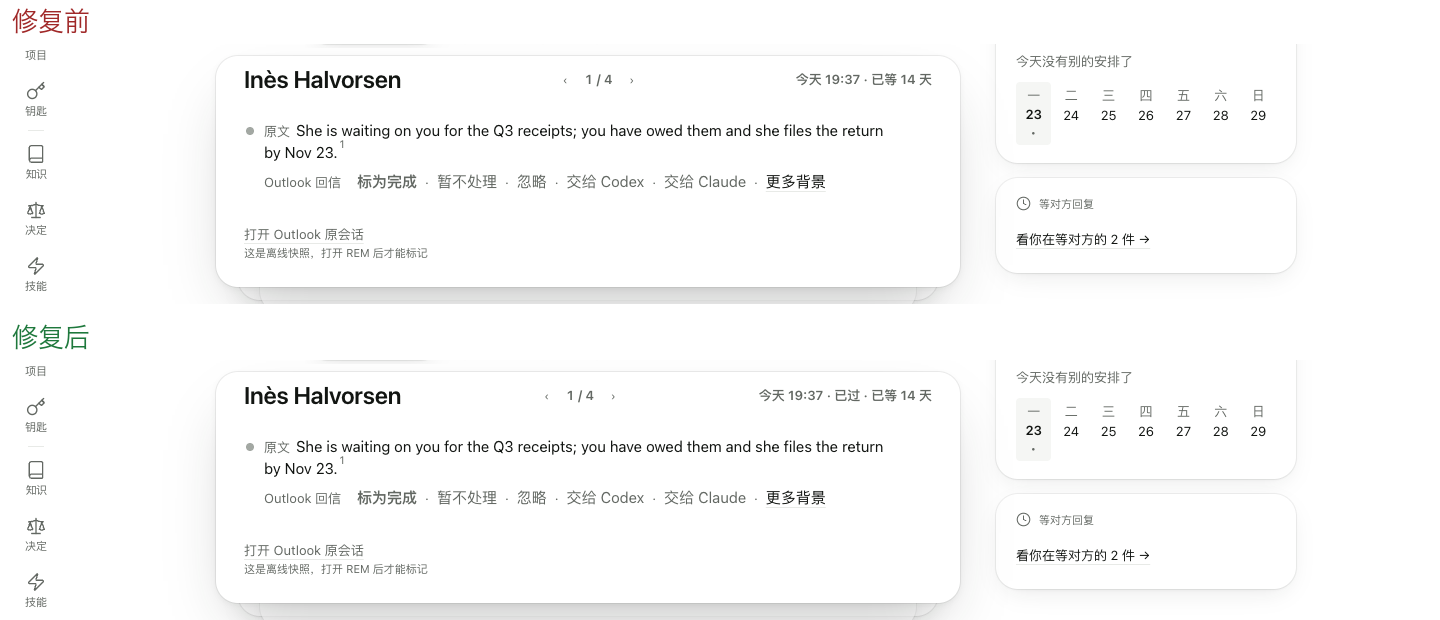 修复前
项目
钥匙
知识
决定
技能
Inès Halvorsen
‹ 1 / 4 ›
今天 19:37 · 已等 14 天
原文 She is waiting on you for the Q3 receipts; you have owed them and she files the return
by Nov 23. 1
Outlook 回信 标为完成 · 暂不处理 · 忽略 · 交给 Codex · 交给 Claude · 更多背景
打开 Outlook 原会话
这是离线快照，打开 REM 后才能标记
今天没有别的安排了
一 二 三 四 五 六 日
23 24 25 26 27 28 29
等对方回复
看你在等对方的 2 件 →
修复后
项目
钥匙
知识
决定
技能
Inès Halvorsen
‹ 1 / 4 ›
今天 19:37 · 已过 · 已等 14 天
原文 She is waiting on you for the Q3 receipts; you have owed them and she files the return
by Nov 23. 1
Outlook 回信 标为完成 · 暂不处理 · 忽略 · 交给 Codex · 交给 Claude · 更多背景
打开 Outlook 原会话
这是离线快照，打开 REM 后才能标记
今天没有别的安排了
一 二 三 四 五 六 日
23 24 25 26 27 28 29
等对方回复
看你在等对方的 2 件 →